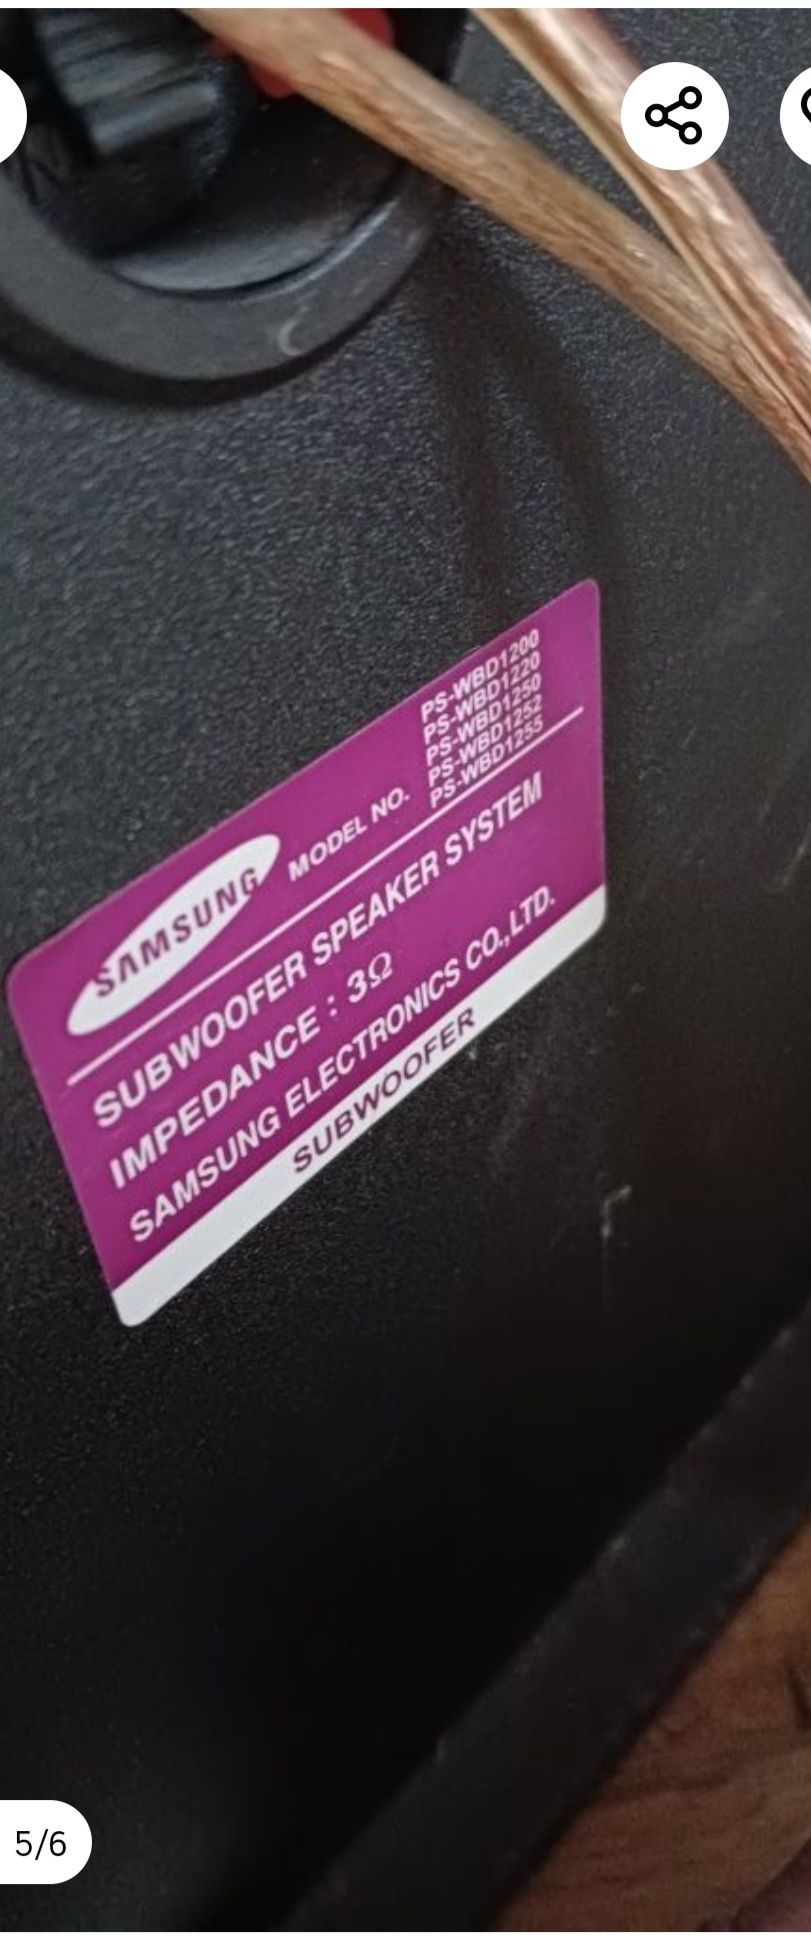 PS-WBD1200
PS-WBD1220
PS-WBD1250
PS-WBD1252
PS-WBD1255
SAMSUNG MODEL NO.
SUBWOOFER SPEAKER SYSTEM
IMPEDANCE : 3Ω
SAMSUNG ELECTRONICS CO.,LTD.
SUBWOOFER
5/6